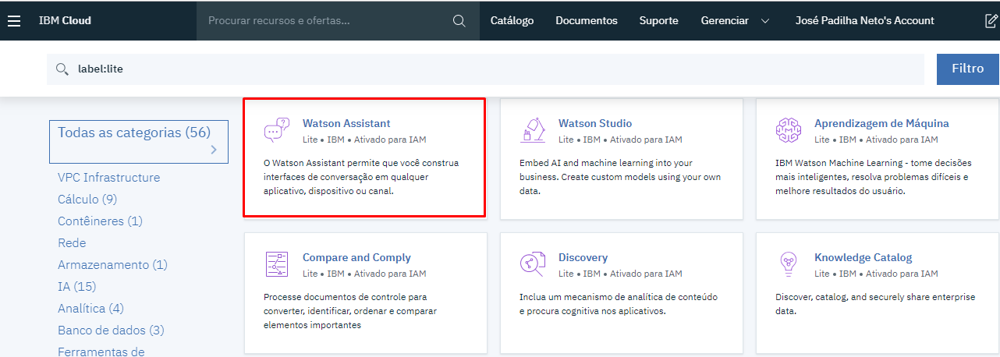 IBM Cloud
Procurar recursos e ofertas...
Catálogo
Documentos
Suporte
Gerenciar
José Padilha Neto's Account
label:lite
Filtro
Todas as categorias (56)
VPC Infrastructure
Cálculo (9)
Contêineres (1)
Rede
Armazenamento (1)
IA (15)
Analítica (4)
Banco de dados (3)
Ferramentas de
Watson Assistant
Lite • IBM • Ativado para IAM
O Watson Assistant permite que você construa
interfaces de conversação em qualquer
aplicativo, dispositivo ou canal.
Watson Studio
Lite • IBM • Ativado para IAM
Embed AI and machine learning into your
business. Create custom models using your own
data.
Aprendizagem de Máquina
Lite • IBM • Ativado para IAM
IBM Watson Machine Learning - tome decisões
mais inteligentes, resolva problemas difíceis e
melhore resultados do usuário.
Compare and Comply
Lite • IBM • Ativado para IAM
Processe documentos de controle para
converter, identificar, ordenar e comparar
elementos importantes
Discovery
Lite • IBM • Ativado para IAM
Inclua um mecanismo de analítica de conteúdo
e procura cognitiva nos aplicativos.
Knowledge Catalog
Lite • IBM • Ativado para IAM
Discover, catalog, and securely share enterprise
data.